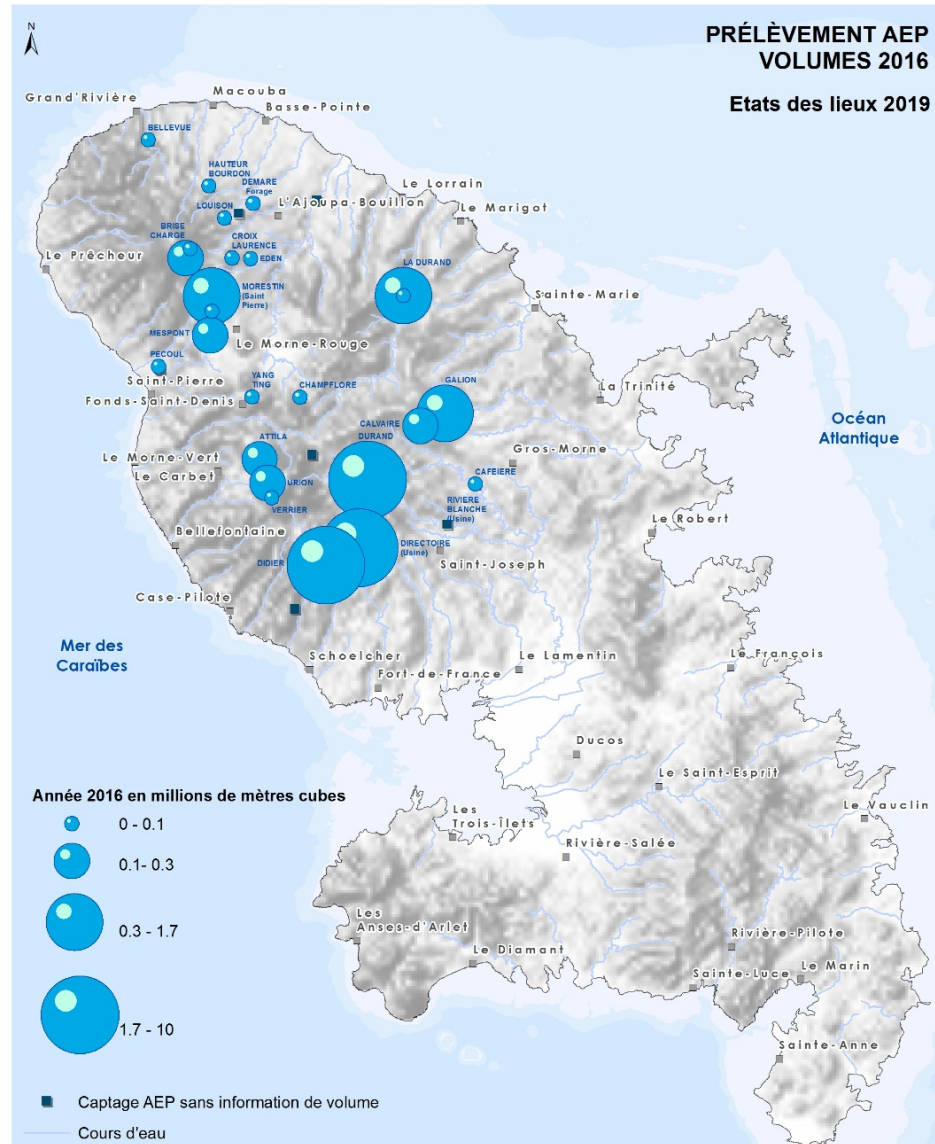 N
PRÉLÈVEMENT AEP
VOLUMES 2016
Etats des lieux 2019
Grand'Rivière
Macouba
Basse-Pointe
BELLEVUE
HAUTEUR
BOURDON
DEMARE
Forage
Le Lorrain
L'Ajoupa-Bouillon
LOUISON
Le Marigot
BRISE
CHARGE
CROIX
LAURENCE
EDEN
LA DURAND
Le Prêcheur
MORESTIN
(Saint
Pierre)
Sainte-Marie
MESPONT
Le Morne-Rouge
PECOUL
Saint-Pierre
YANG
TING
CHAMPFLORE
GALION
La Trinité
Fonds-Saint-Denis
Océan
Atlantique
CALVAIRE
ATTILA
DURAND
Gros-Morne
Le Morne-Vert
Le Carbet
CAFEIERE
URION
VERRIER
RIVIERE
BLANCHE
(Usine)
Le Robert
Bellefontaine
DIRECTOIRE
(Usine)
DIDIER
Saint-Joseph
Case-Pilote
Mer des
Caraïbes
Schoelcher
Le Lamentin
Le François
Fort-de-France
Ducos
Le Saint-Esprit
Année 2016 en millions de mètres cubes
0 - 0.1
0.1- 0.3
0.3 - 1.7
1.7 - 10
Les
Trois-Îlets
Le Vauclin
Rivière-Salée
Les
Anses-d'Arlet
Le Diamant
Rivière-Pilote
Sainte-Luce
Le Marin
Sainte-Anne
Captage AEP sans information de volume
Cours d'eau